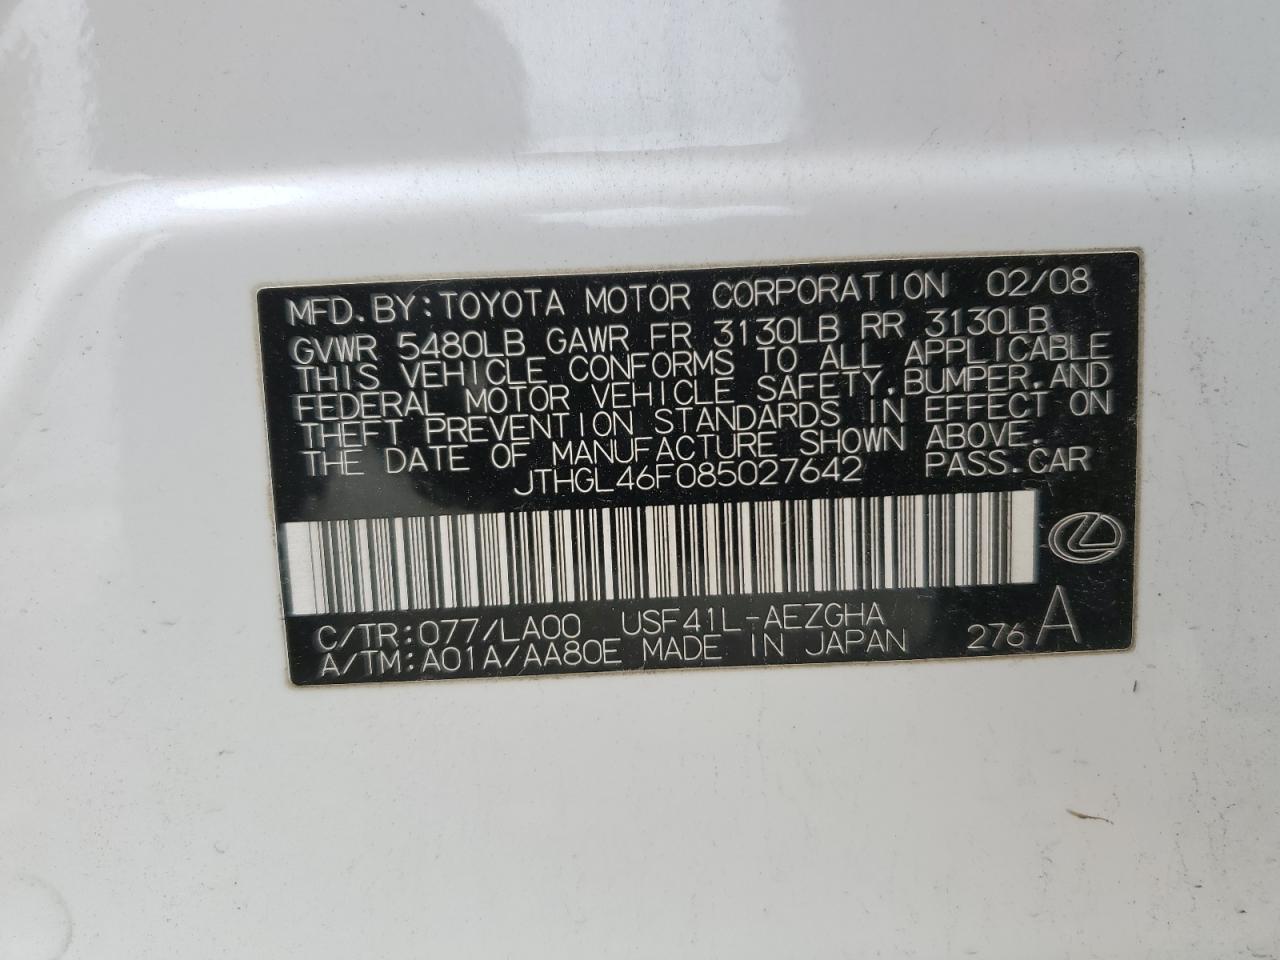 MFD. BY: TOYOTA MOTOR CORPORATION 02/08
GVWR 5480LB GAWR FR 3130LB RR 3130LB
THIS VEHICLE CONFORMS TO ALL APPLICABLE
FEDERAL MOTOR VEHICLE SAFETY, BUMPER, AND
THEFT PREVENTION STANDARDS IN EFFECT ON
THE DATE OF MANUFACTURE SHOWN ABOVE.
JTHGL46F085027642 PASS. CAR
C/TR: 077/LA00 USF41L-AEZGHA
A/TM: A01A/AA80E MADE IN JAPAN 276 A